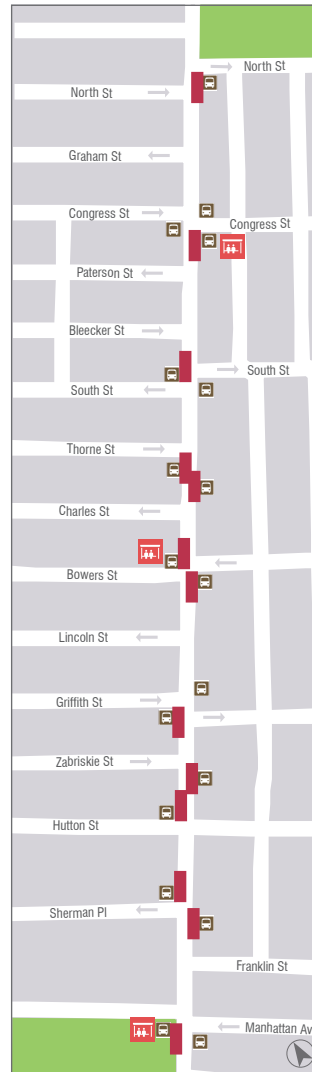 North St
North St
Graham St
Congress St
Congress St
Paterson St
Bleecker St
South St
South St
Thorne St
Charles St
Bowers St
Lincoln St
Griffith St
Zabriskie St
Hutton St
Sherman Pl
Franklin St
Manhattan Av